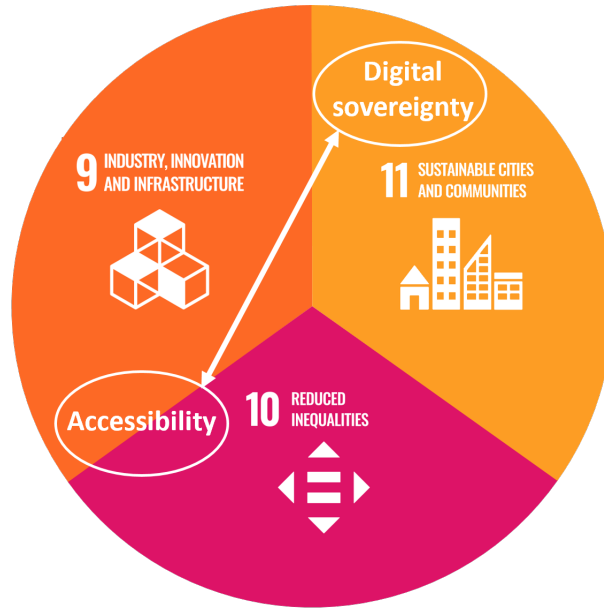 Digital
sovereignty
9 INDUSTRY, INNOVATION
AND INFRASTRUCTURE
11 SUSTAINABLE CITIES
AND COMMUNITIES
Accessibility
10 REDUCED
INEQUALITIES